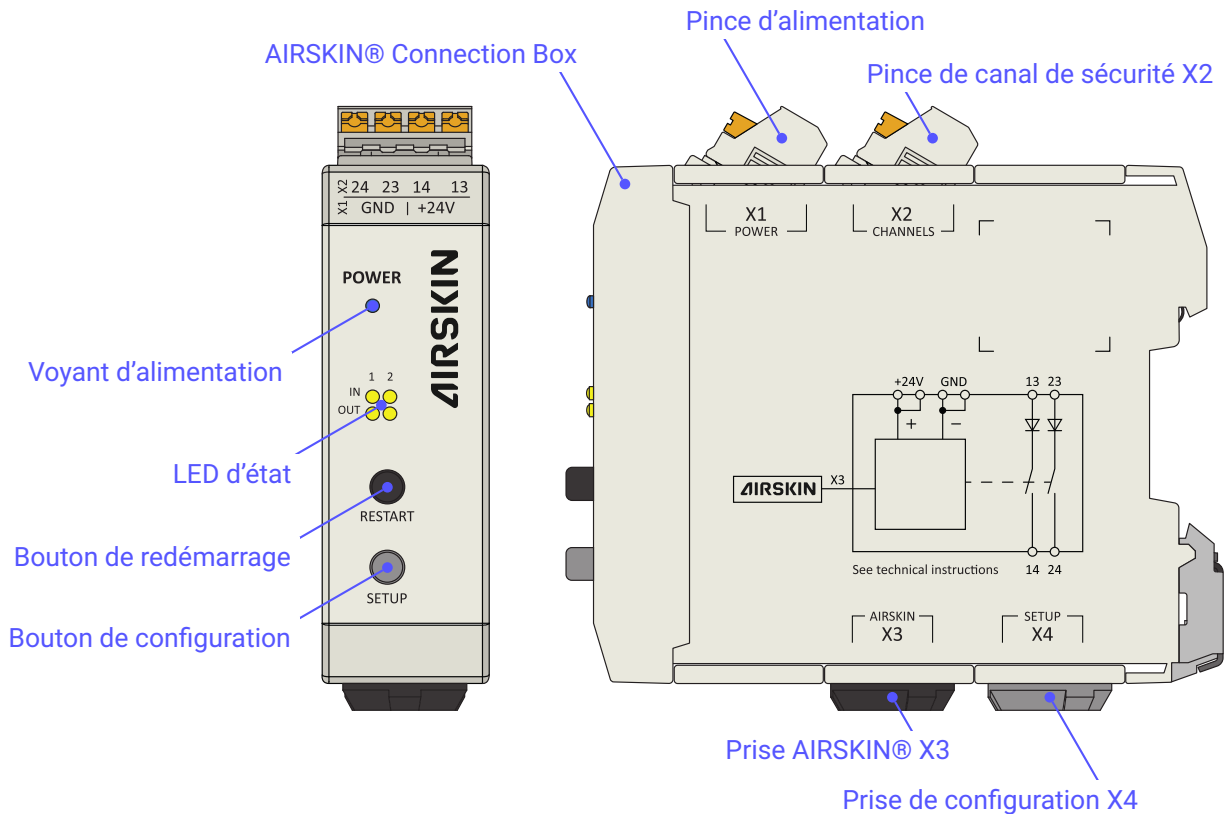 Pince d’alimentation
AIRSKIN® Connection Box
Pince de canal de sécurité X2
X2 24 23 14 13
X1 GND | +24V
POWER
AIRSKIN
1 2
IN
OUT
RESTART
SETUP
Voyant d’alimentation
LED d’état
Bouton de redémarrage
Bouton de configuration
X1
POWER
X2
CHANNELS
+24V GND 13 23
+ −
AIRSKIN X3
See technical instructions 14 24
AIRSKIN
X3
SETUP
X4
Prise AIRSKIN® X3
Prise de configuration X4